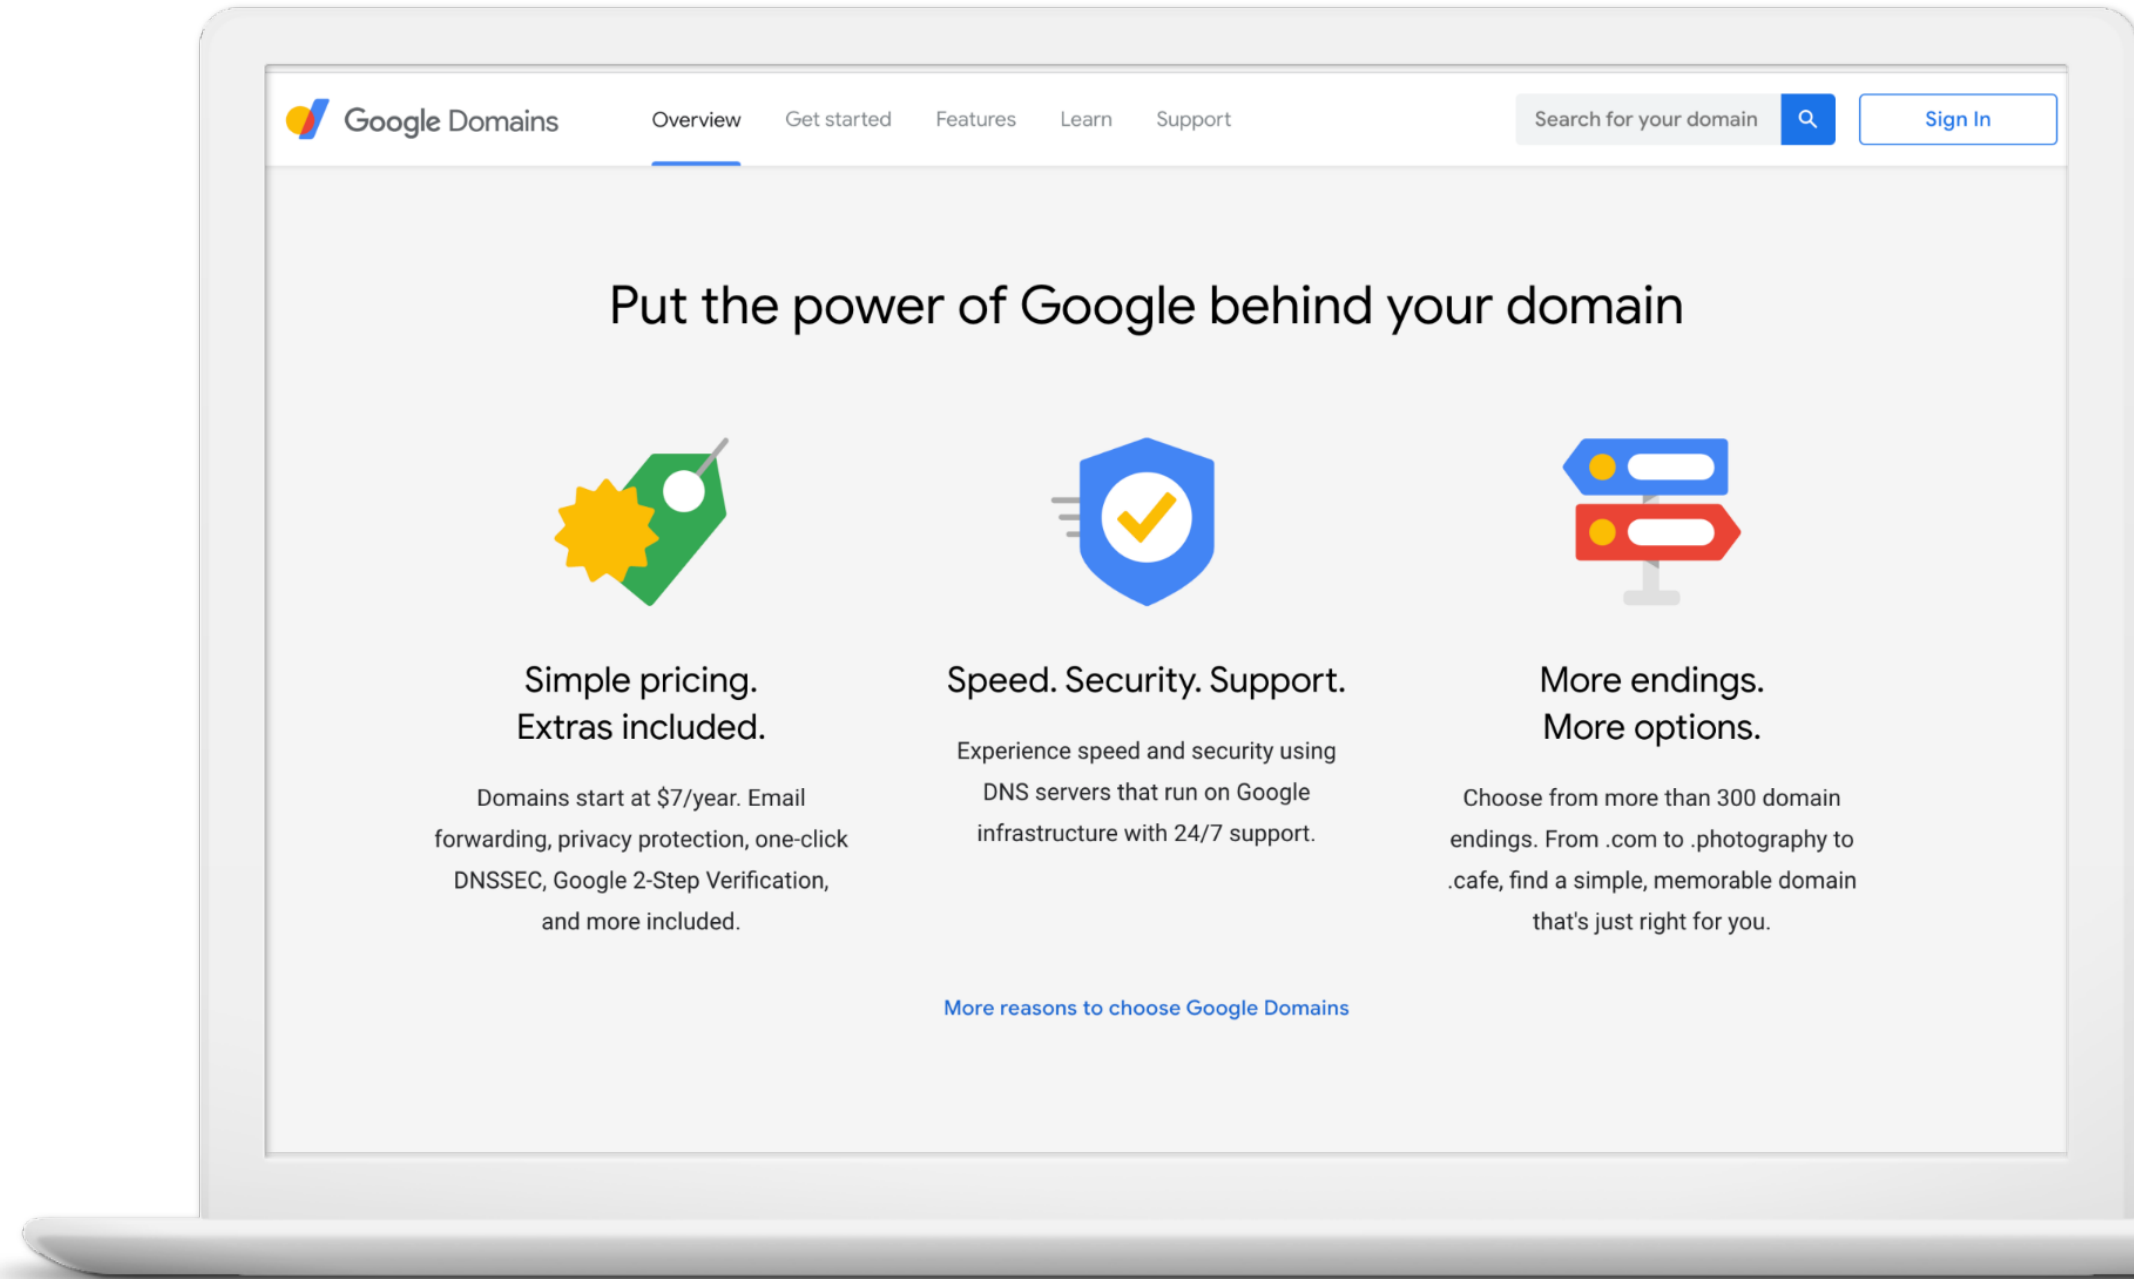 Google Domains
Overview
Get started
Features
Learn
Support
Search for your domain
Sign In
Put the power of Google behind your domain
Simple pricing.
Extras included.
Domains start at $7/year. Email
forwarding, privacy protection, one-click
DNSSEC, Google 2-Step Verification,
and more included.
Speed. Security. Support.
Experience speed and security using
DNS servers that run on Google
infrastructure with 24/7 support.
More endings.
More options.
Choose from more than 300 domain
endings. From .com to .photography to
.cafe, find a simple, memorable domain
that's just right for you.
More reasons to choose Google Domains